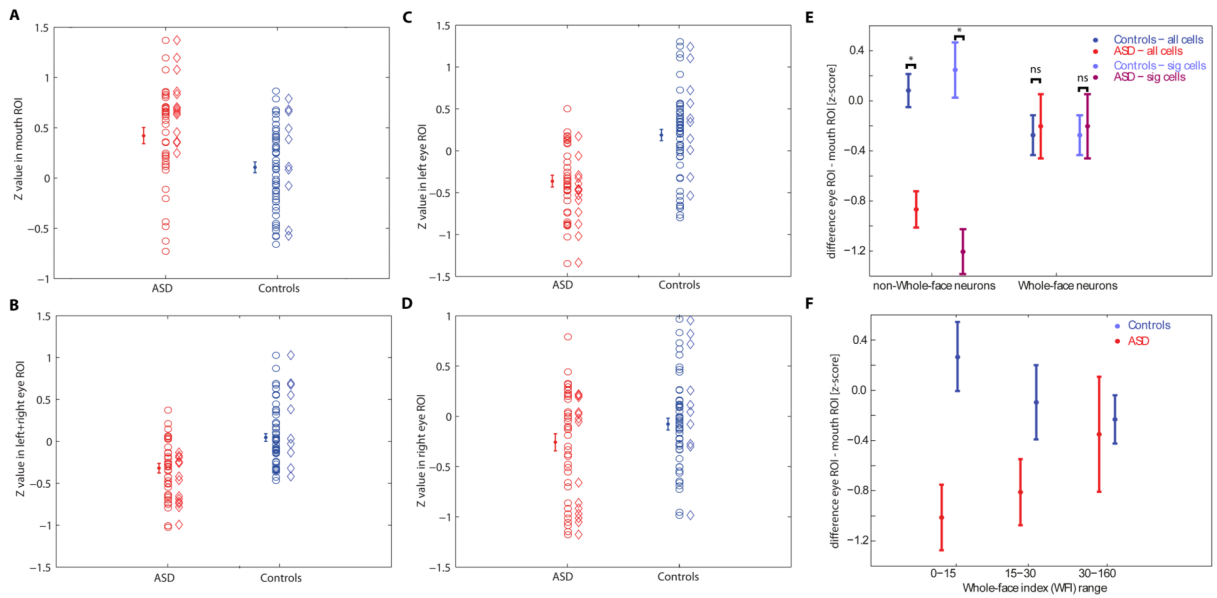 A
1.5
1
0.5
0
0.5
−1
ASD
Controls
Z value in mouth ROI
B
1.5
1
0.5
0
−0.5
−1
−1.5
ASD
Controls
Z value in left+right eye ROI
C
1.5
1
0.5
0
−0.5
−1
−1.5
ASD
Controls
Z value in left eye ROI
D
1
0.5
0
−0.5
−1
−1.5
ASD
Controls
Z value in right eye ROI
E
Controls − all cells
ASD − all cells
Controls − sig cells
ASD − sig cells
*
*
ns
ns
0.4
0.0
−0.4
−0.8
−1.2
non-Whole-face neurons
Whole-face neurons
difference eye ROI - mouth ROI [z-score]
F
Controls
ASD
0.4
0.0
−0.4
−0.8
−1.2
0−15
15−30
30−160
Whole-face index (WFI) range
difference eye ROI - mouth ROI [z-score]